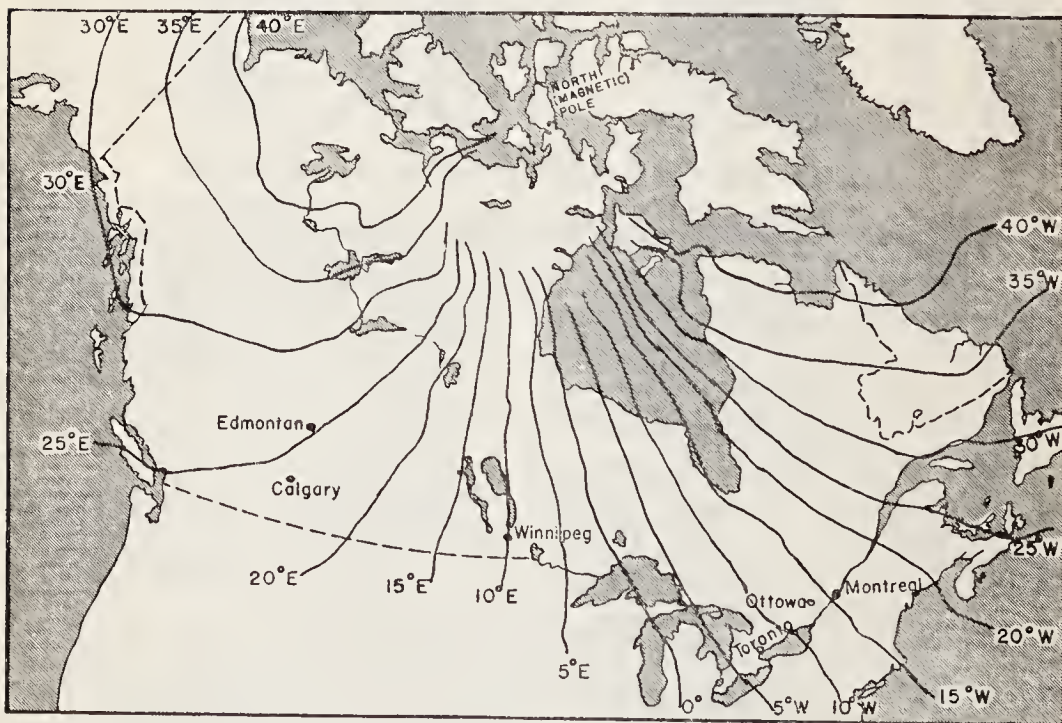 30°E 35°E 40°E
NORTH
(MAGNETIC)
POLE
30°E
40°W
35°W
Edmontan
25°E
30°W
Calgary
Winnipeg
25°W
20°E
15°E
10°E
Ottowa
Montreal
20°W
Toronto
5°E
15°W
0°
5°W
10°W